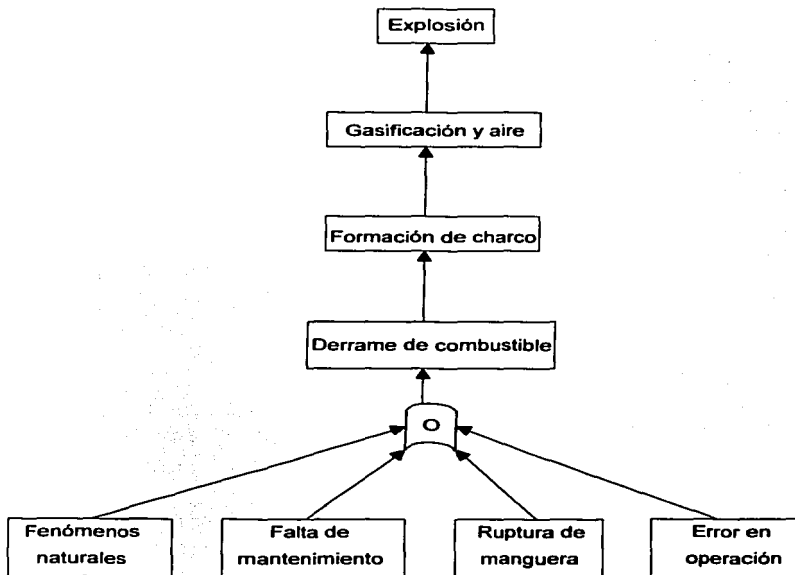 Explosión
Gasificación y aire
Formación de charco
Derrame de combustible
O
Fenómenos
naturales
Falta de
mantenimiento
Ruptura de
manguera
Error en
operación